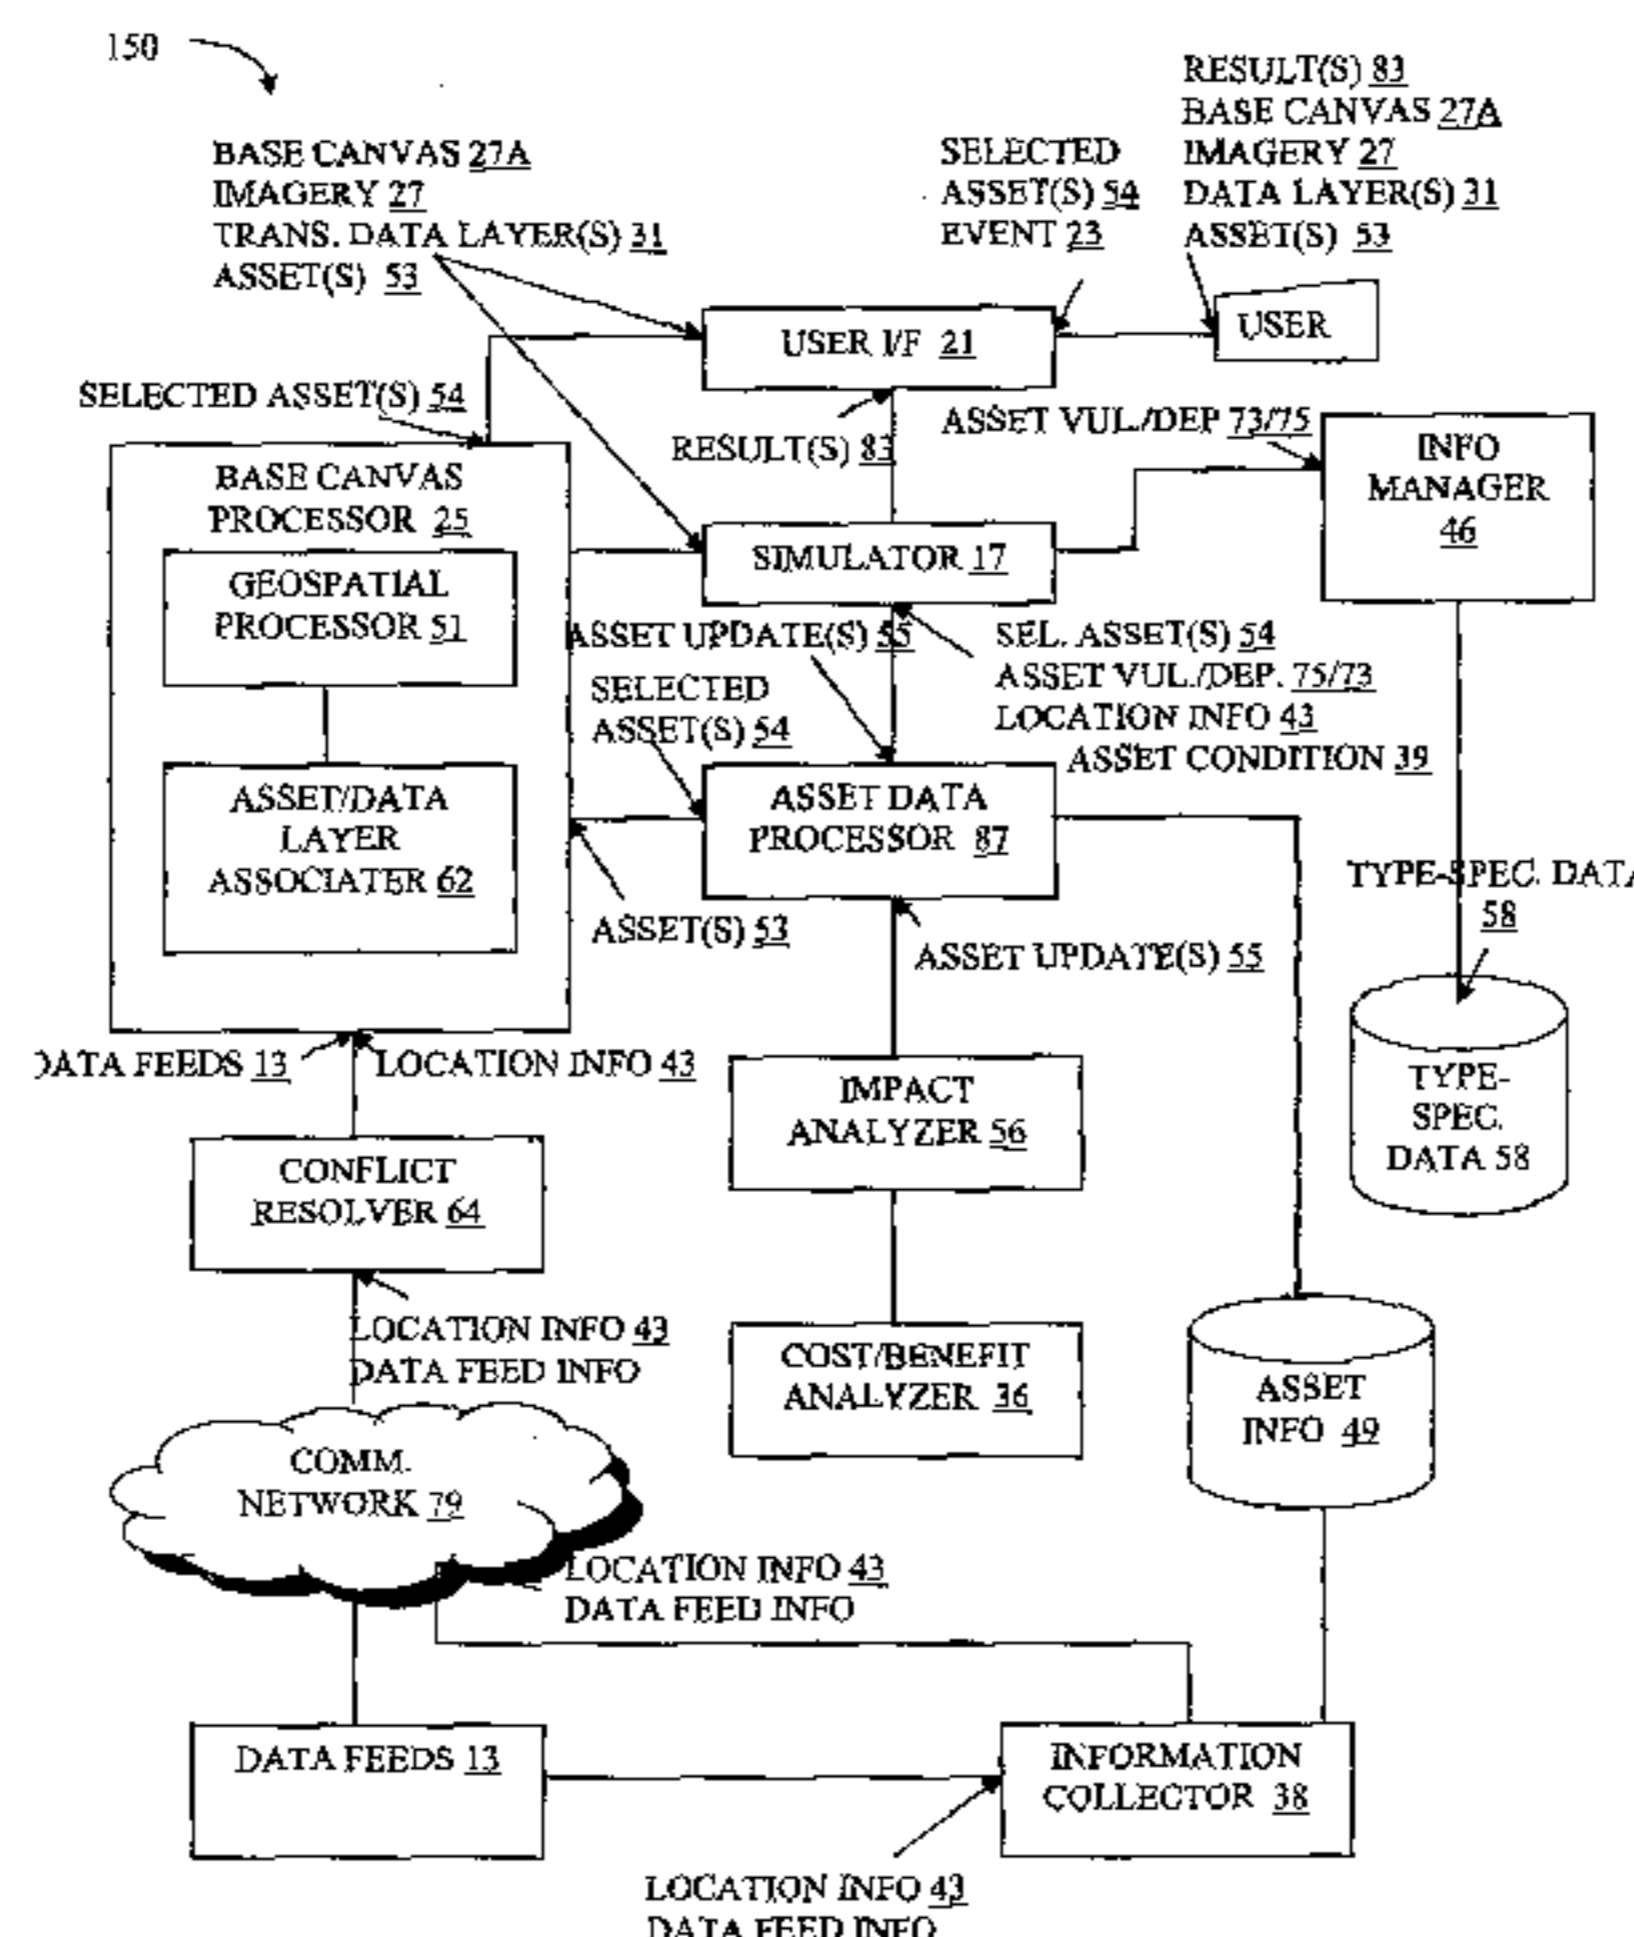 150
RESULT(S) 83
BASE CANVAS 27A
IMAGERY 27
DATA LAYER(S) 31
ASSET(S) 53
BASE CANVAS 27A
IMAGERY 27
TRANS. DATA LAYER(S) 31
ASSET(S) 53
SELECTED
ASSET(S) 54
EVENT 23
USER I/F 21
USER
SELECTED ASSET(S) 54
RESULT(S) 83
ASSET VUL./DEP 73/75
INFO
MANAGER
46
BASE CANVAS
PROCESSOR 25
GEOSPATIAL
PROCESSOR 51
SIMULATOR 17
ASSET UPDATE(S) 55
SEL. ASSET(S) 54
ASSET VUL./DEP. 75/73
LOCATION INFO 43
ASSET CONDITION 39
SELECTED
ASSET(S) 54
ASSET/DATA
LAYER
ASSOCIATER 62
ASSET DATA
PROCESSOR 87
ASSET(S) 53
ASSET UPDATE(S) 55
TYPE-SPEC. DATA
58
TYPE-
SPEC.
DATA 58
DATA FEEDS 13
LOCATION INFO 43
IMPACT
ANALYZER 56
CONFLICT
RESOLVER 64
LOCATION INFO 43
DATA FEED INFO
COST/BENEFIT
ANALYZER 36
ASSET
INFO 49
COMM.
NETWORK 79
LOCATION INFO 43
DATA FEED INFO
DATA FEEDS 13
INFORMATION
COLLECTOR 38
LOCATION INFO 43
DATA FEED INFO